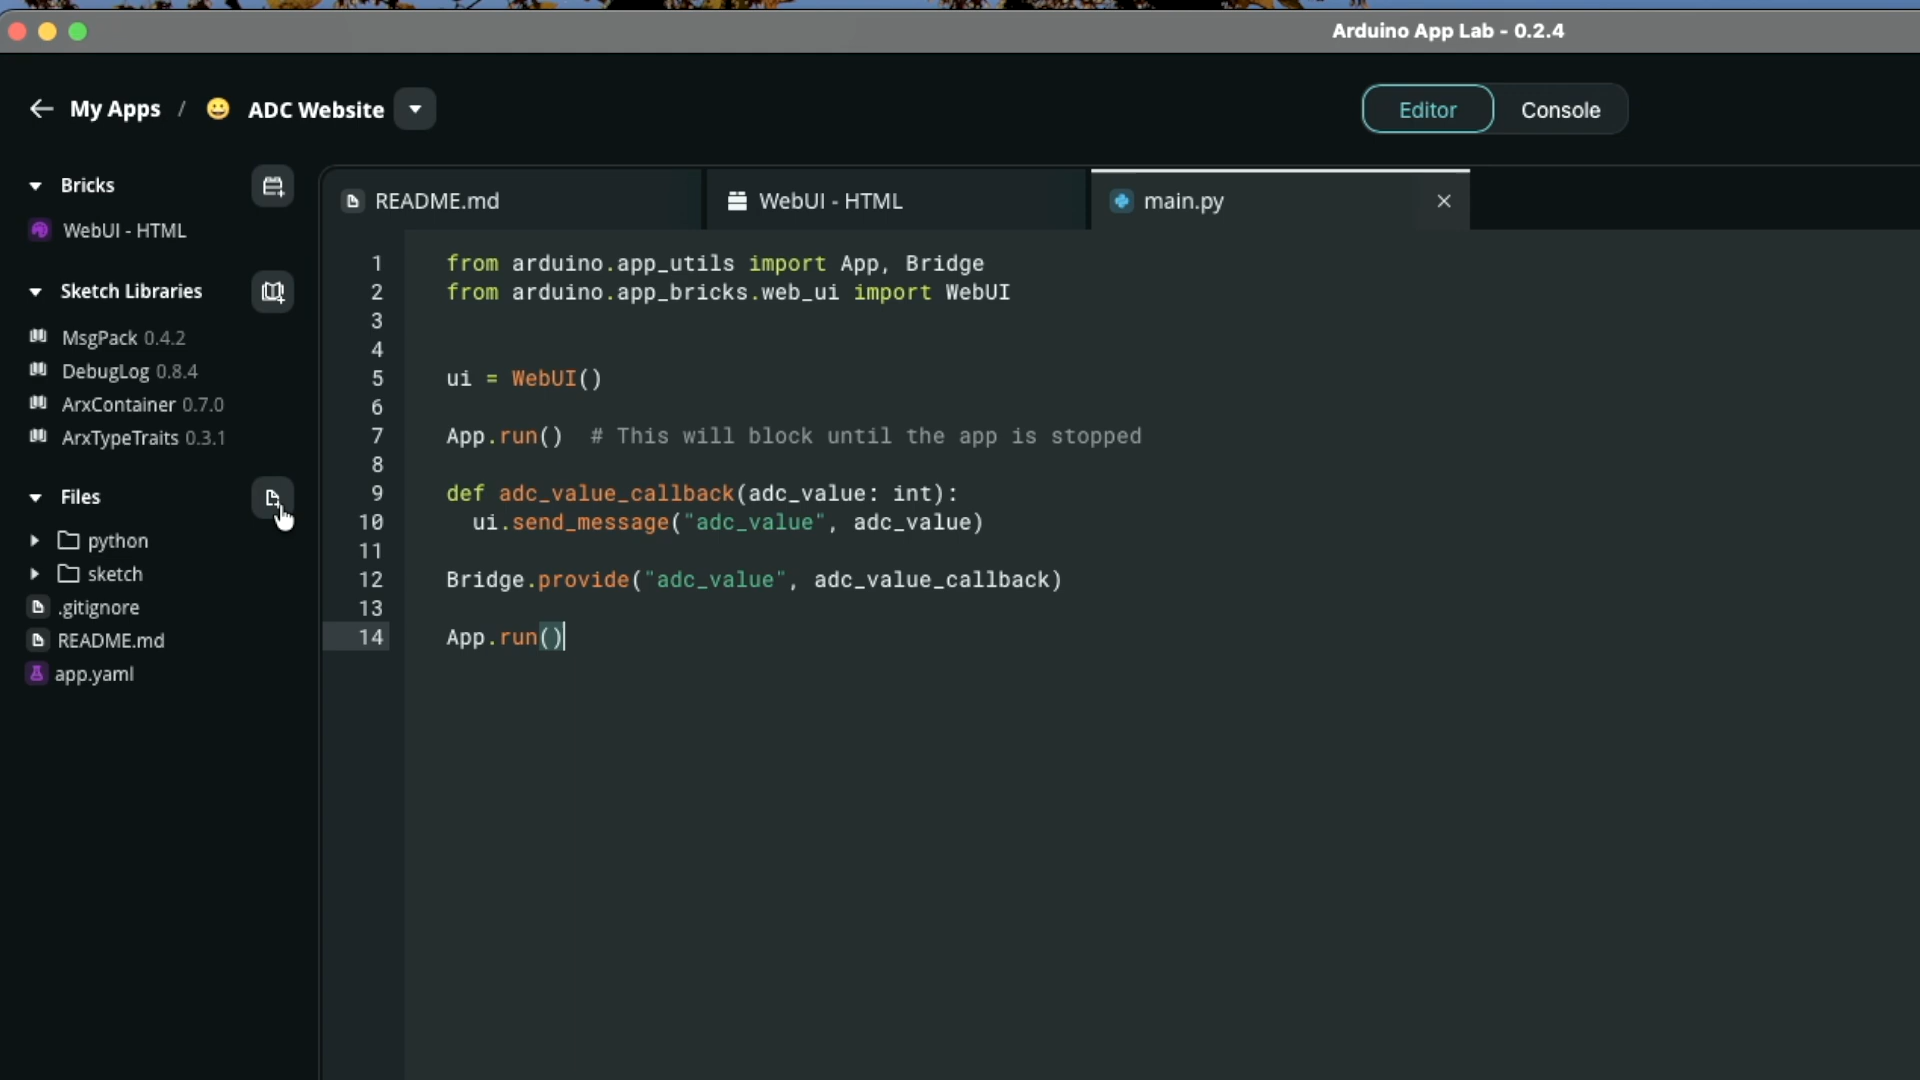 Arduino App Lab - 0.2.4
My Apps / ADC Website
Editor
Console
Bricks
WebUI - HTML
Sketch Libraries
MsgPack 0.4.2
DebugLog 0.8.4
ArxContainer 0.7.0
ArxTypeTraits 0.3.1
Files
python
sketch
.gitignore
README.md
app.yaml
README.md
WebUI - HTML
main.py
1 from arduino.app_utils import App, Bridge
2 from arduino.app_bricks.web_ui import WebUI
3
4
5 ui = WebUI()
6
7 App.run()  # This will block until the app is stopped
8
9 def adc_value_callback(adc_value: int):
10   ui.send_message("adc_value", adc_value)
11
12 Bridge.provide("adc_value", adc_value_callback)
13
14 App.run()